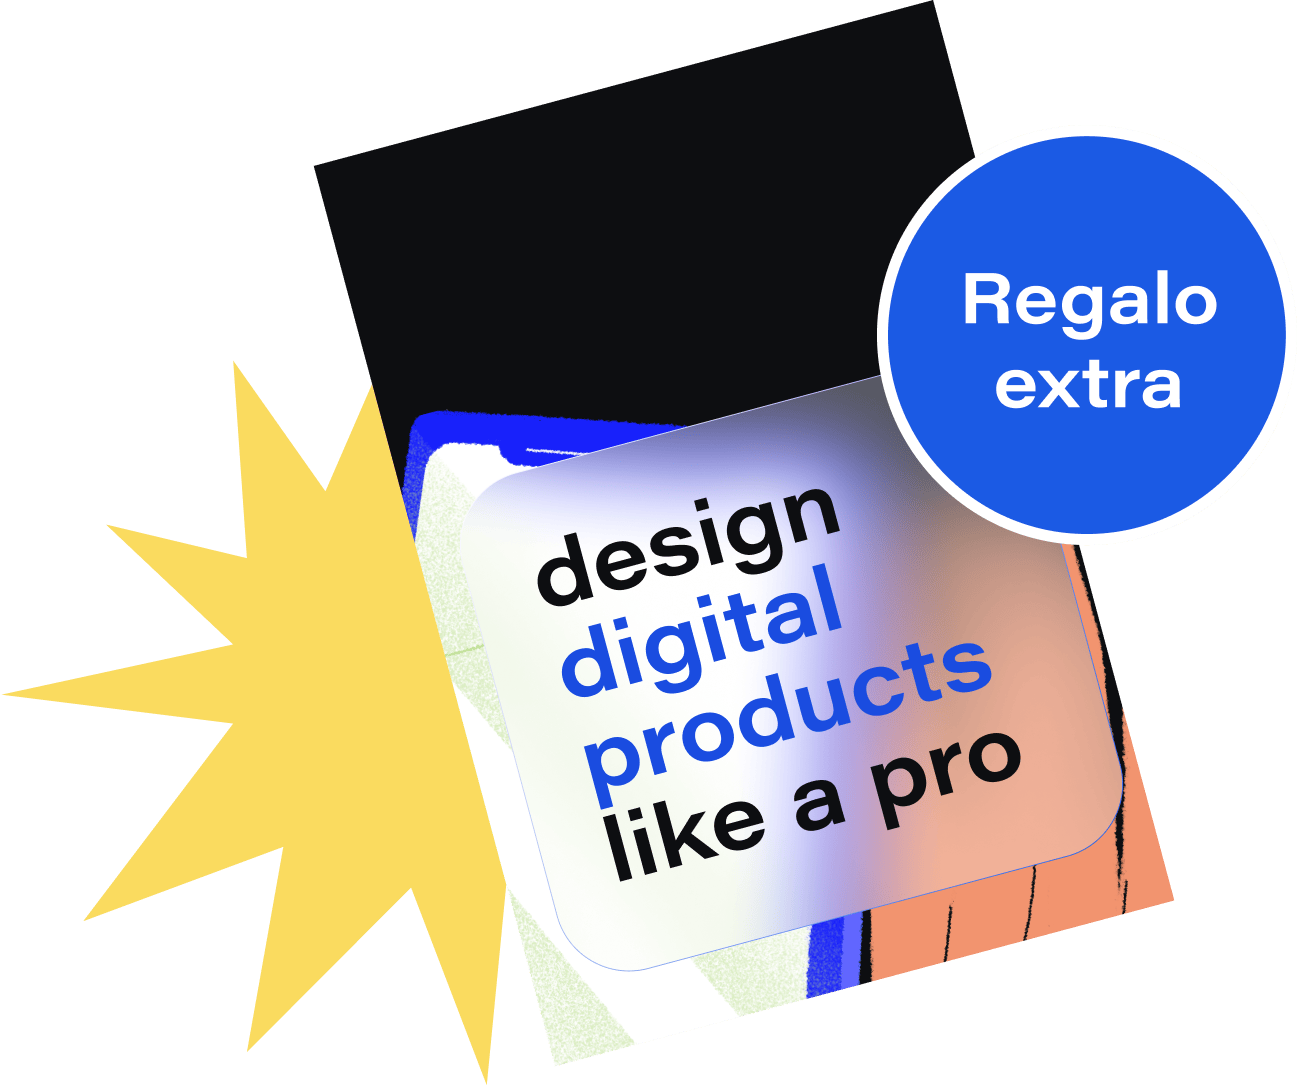 Regalo
extra
design
digital
products
like a pro